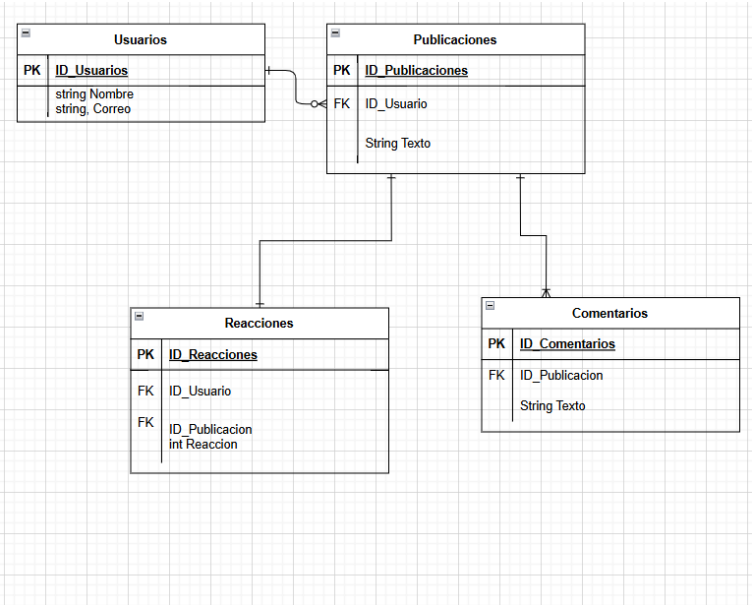 Usuarios
PK ID_Usuarios
string Nombre
string, Correo
Publicaciones
PK ID_Publicaciones
FK ID_Usuario
String Texto
Reacciones
PK ID_Reacciones
FK ID_Usuario
FK ID_Publicacion
int Reaccion
Comentarios
PK ID_Comentarios
FK ID_Publicacion
String Texto